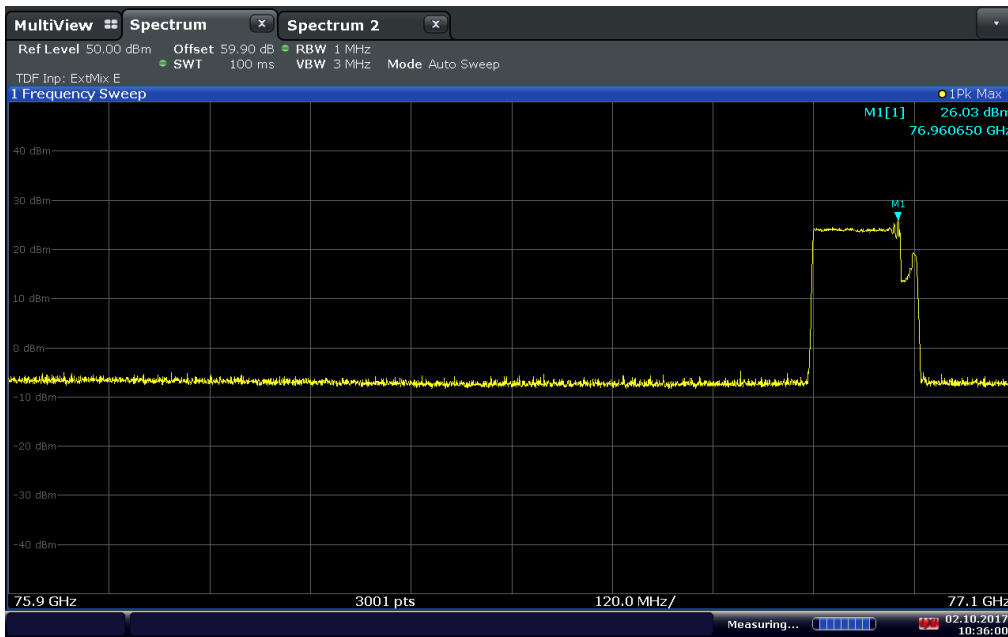 MultiView Spectrum X Spectrum 2 X
Ref Level 50.00 dBm Offset 59.90 dB RBW 1 MHz
SWT 100 ms VBW 3 MHz Mode Auto Sweep
TDF Inp: ExtMix E
1 Frequency Sweep 1Pk Max
M1[1] 26.03 dBm
76.960650 GHz
40 dBm
30 dBm
M1
20 dBm
10 dBm
0 dBm
-10 dBm
-20 dBm
-30 dBm
-40 dBm
75.9 GHz 3001 pts 120.0 MHz/ 77.1 GHz
Measuring... 02.10.2017
10:36:00